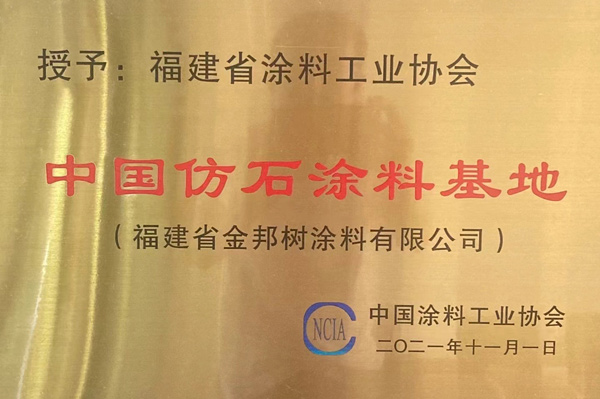 授予：福建省涂料工业协会
中国仿石涂料基地
（福建省金邦树涂料有限公司）
NCIA
中国涂料工业协会
二〇二一年十一月一日